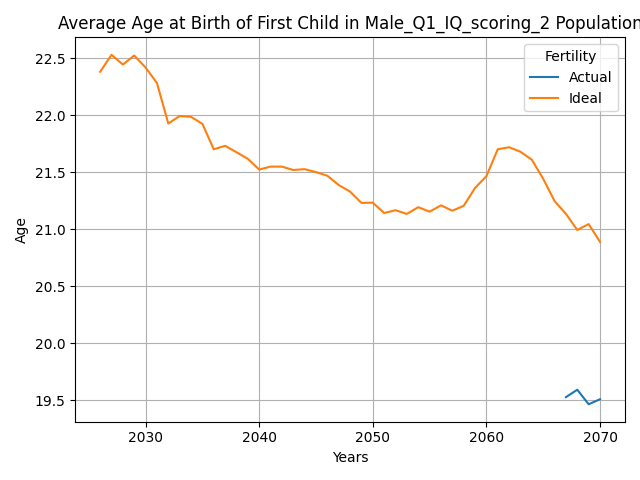 Average Age at Birth of First Child in Male_Q1_IQ_scoring_2 Population
Fertility
Actual
Ideal
22.5
22.0
21.5
21.0
20.5
20.0
19.5
Age
2030 2040 2050 2060 2070
Years